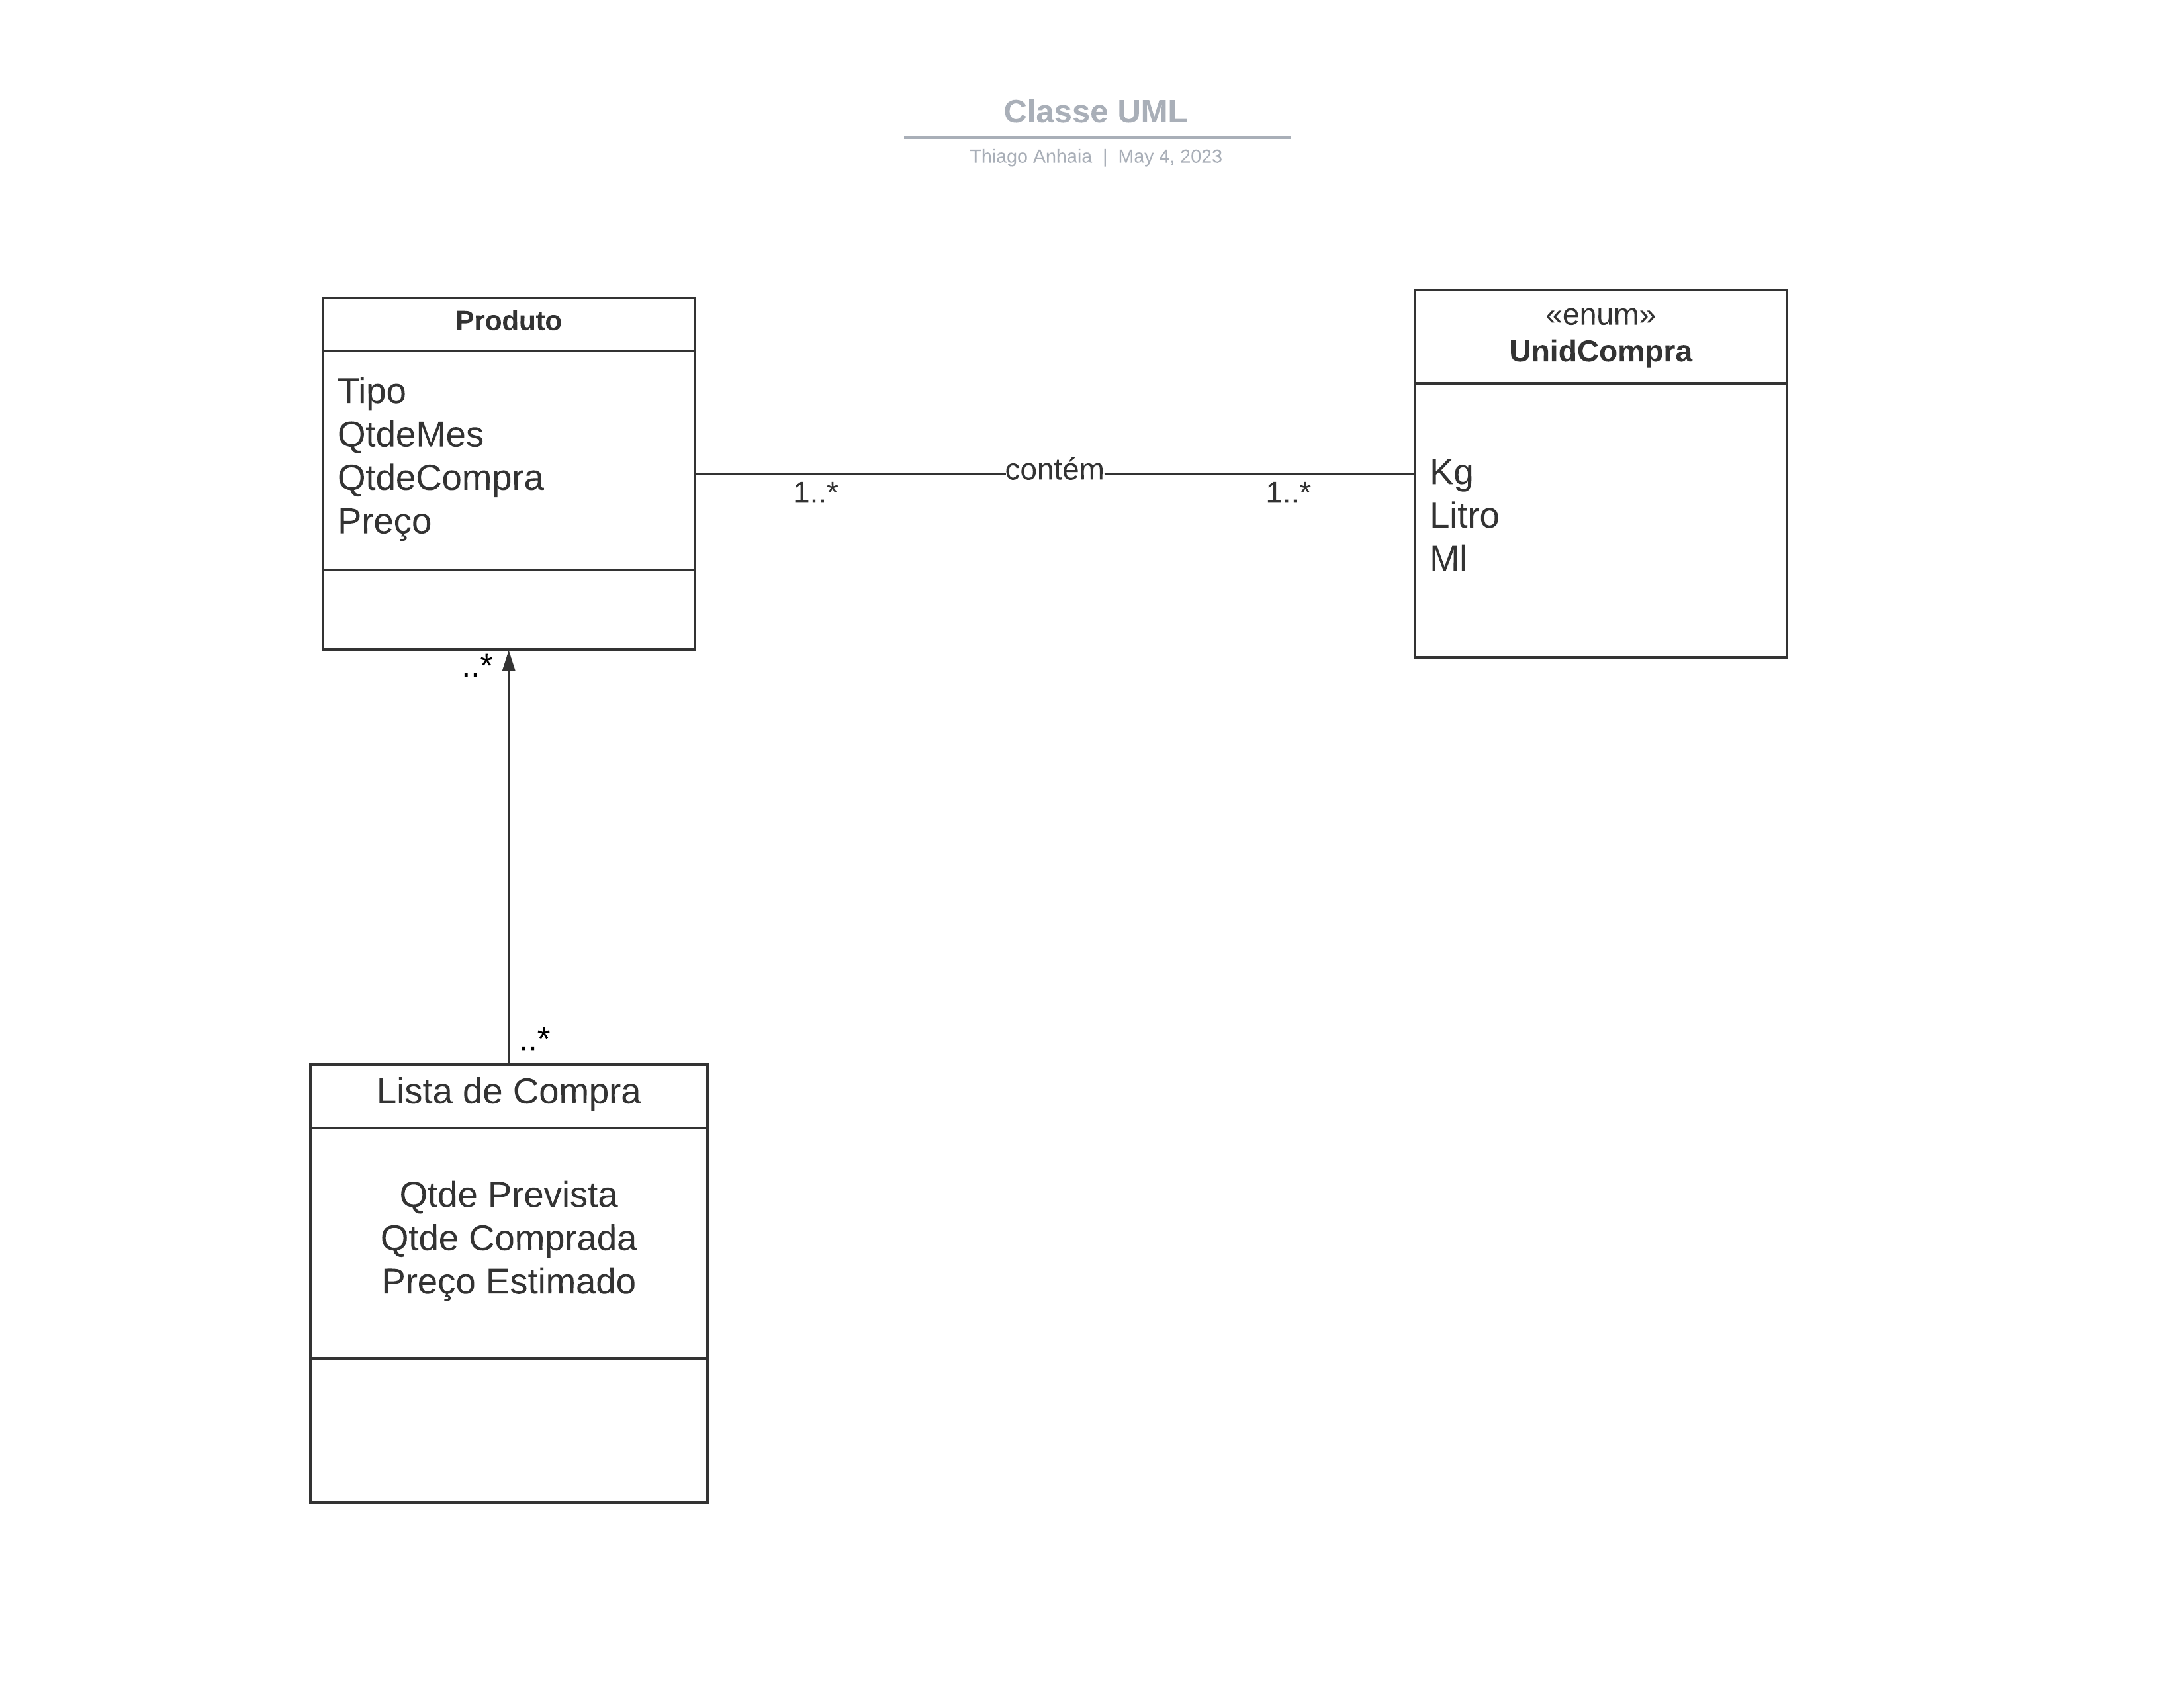 Classe UML
Thiago Anhaia | May 4, 2023
Produto
Tipo
QtdeMes
QtdeCompra
Preço
contém
1..*
1..*
«enum»
UnidCompra
Kg
Litro
Ml
..*
..*
Lista de Compra
Qtde Prevista
Qtde Comprada
Preço Estimado